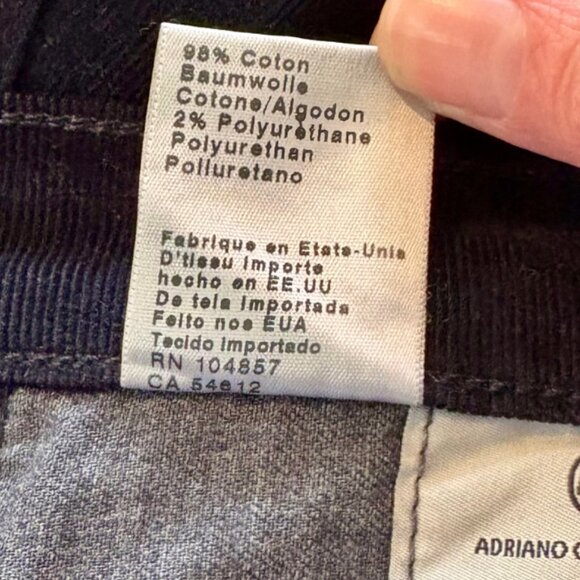 98% Coton
Baumwolle
Cotone/Algodon
2% Polyuréthane
Polyurethan
Poliuretano
Fabrique en Etats-Unis
D'tissu importe
hecho en EE.UU
De tela importada
Feito nos EUA
Tecido importado
RN 104857
CA 54612
ADRIANO